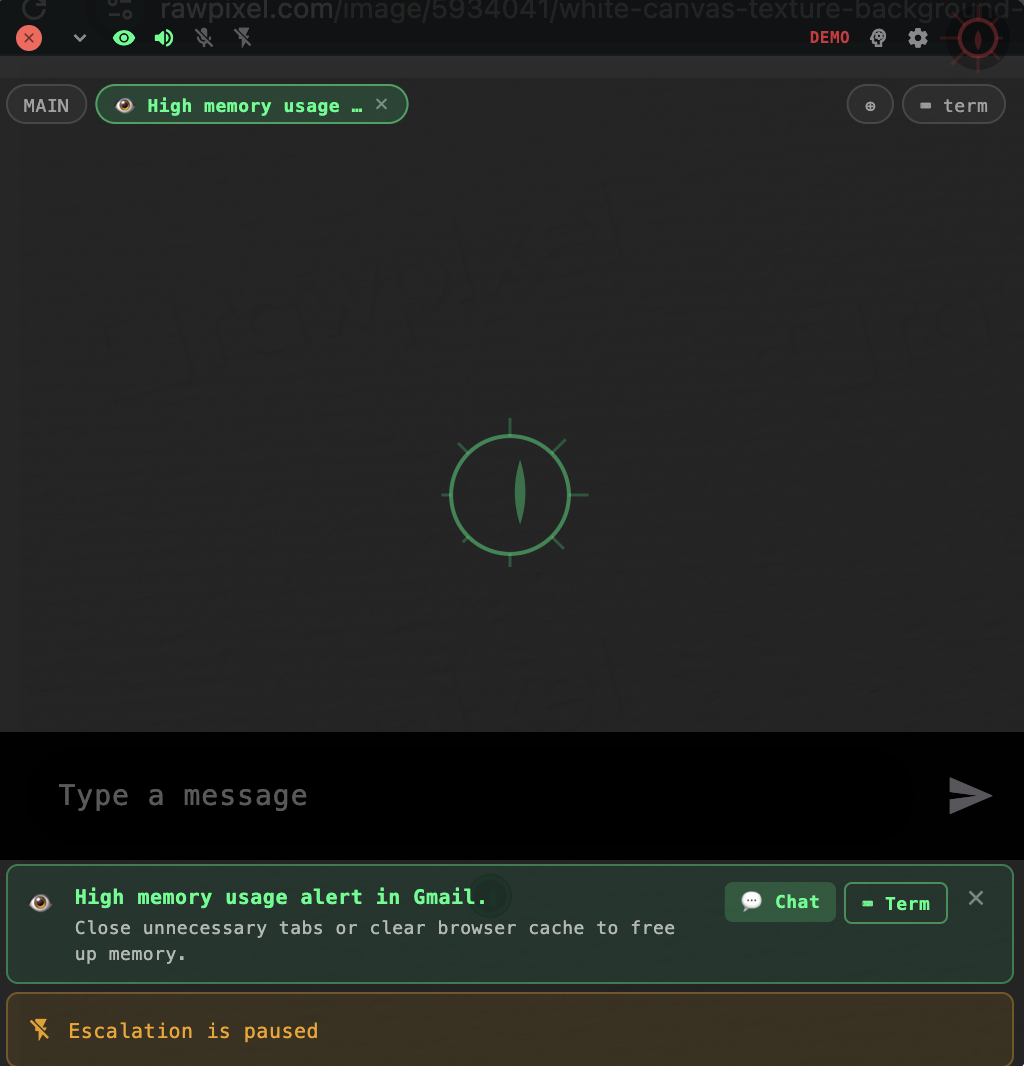 rawpixel.com/image/5934041/white-canvas-texture-background-
DEMO
MAIN
High memory usage …
term
Type a message
High memory usage alert in Gmail.
Chat
Term
Close unnecessary tabs or clear browser cache to free
up memory.
Escalation is paused